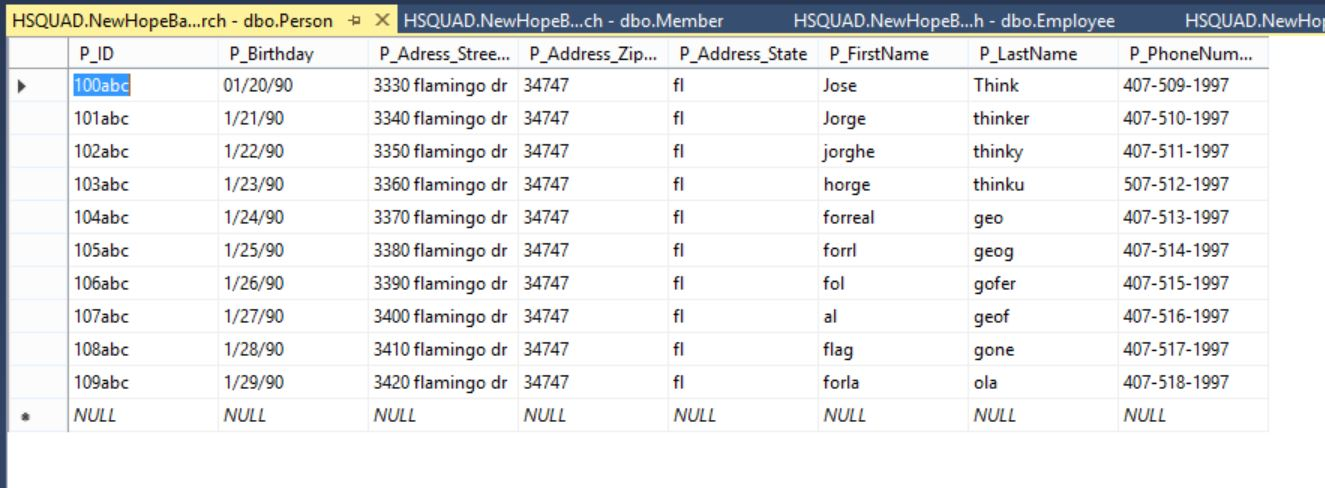 HSQUAD.NewHopeBa...rch - dbo.Person HSQUAD.NewHopeB...ch - dbo.Member HSQUAD.NewHopeB...h - dbo.Employee HSQUAD.NewHop
P_ID P_Birthday P_Adress_Stree... P_Address_Zip... P_Address_State P_FirstName P_LastName P_PhoneNum...
100abc 01/20/90 3330 flamingo dr 34747 fl Jose Think 407-509-1997
101abc 1/21/90 3340 flamingo dr 34747 fl Jorge thinker 407-510-1997
102abc 1/22/90 3350 flamingo dr 34747 fl jorghe thinky 407-511-1997
103abc 1/23/90 3360 flamingo dr 34747 fl horge thinku 507-512-1997
104abc 1/24/90 3370 flamingo dr 34747 fl forreal geo 407-513-1997
105abc 1/25/90 3380 flamingo dr 34747 fl forrl geog 407-514-1997
106abc 1/26/90 3390 flamingo dr 34747 fl fol gofer 407-515-1997
107abc 1/27/90 3400 flamingo dr 34747 fl al geof 407-516-1997
108abc 1/28/90 3410 flamingo dr 34747 fl flag gone 407-517-1997
109abc 1/29/90 3420 flamingo dr 34747 fl forla ola 407-518-1997
NULL NULL NULL NULL NULL NULL NULL NULL